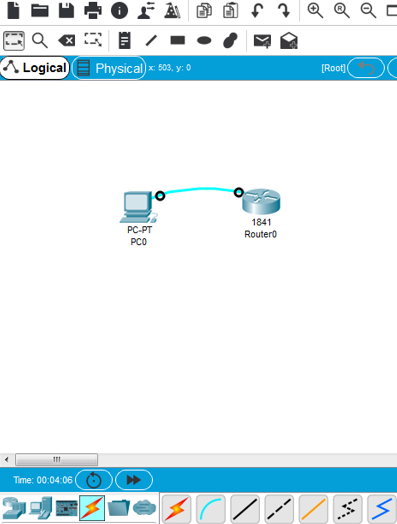 Logical Physical x: 503, y: 0 [Root]
PC-PT
PC0
1841
Router0
Time: 00:04:06